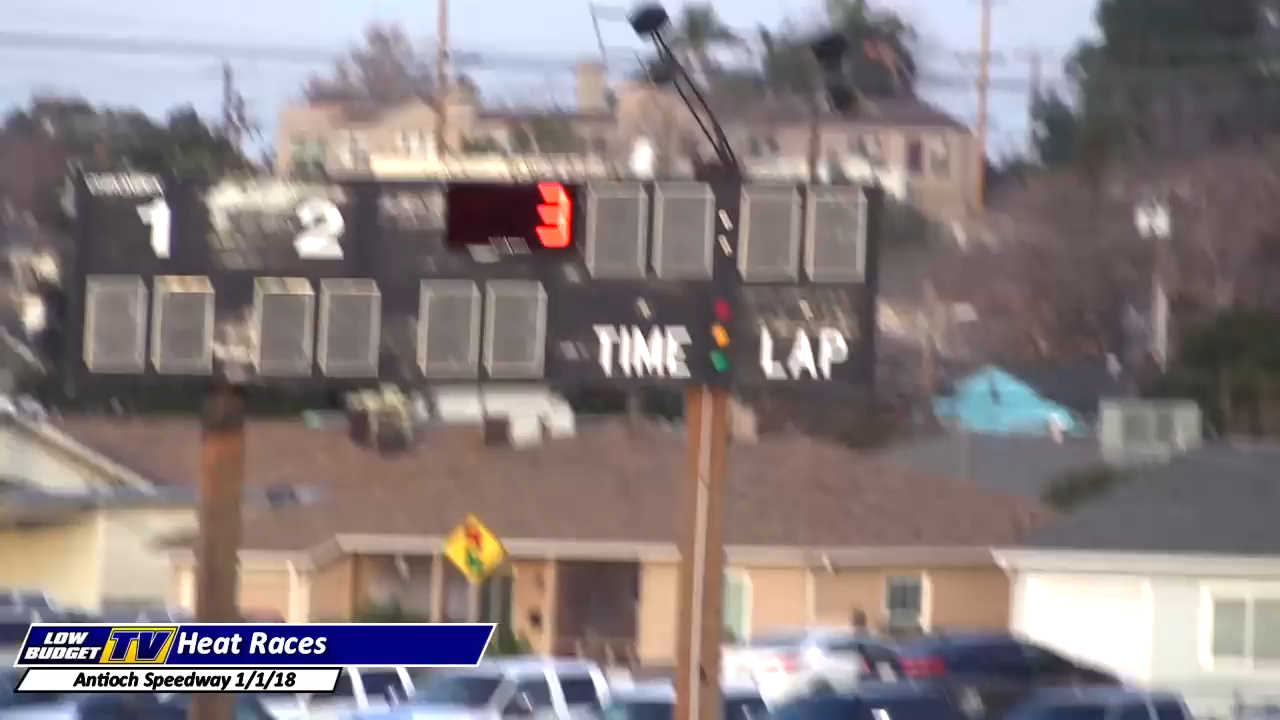 1 2 3
TIME LAP
LOW BUDGET TV Heat Races
Antioch Speedway 1/1/18